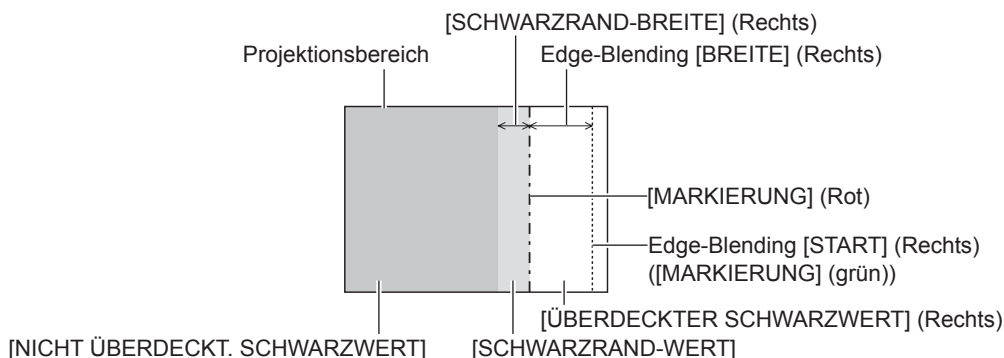 [SCHWARZRAND-BREITE] (Rechts)
Projektionsbereich
Edge-Blending [BREITE] (Rechts)
[MARKIERUNG] (Rot)
Edge-Blending [START] (Rechts)
([MARKIERUNG] (grün))
[ÜBERDECKTER SCHWARZWERT] (Rechts)
[NICHT ÜBERDECKT. SCHWARZWERT]
[SCHWARZRAND-WERT]